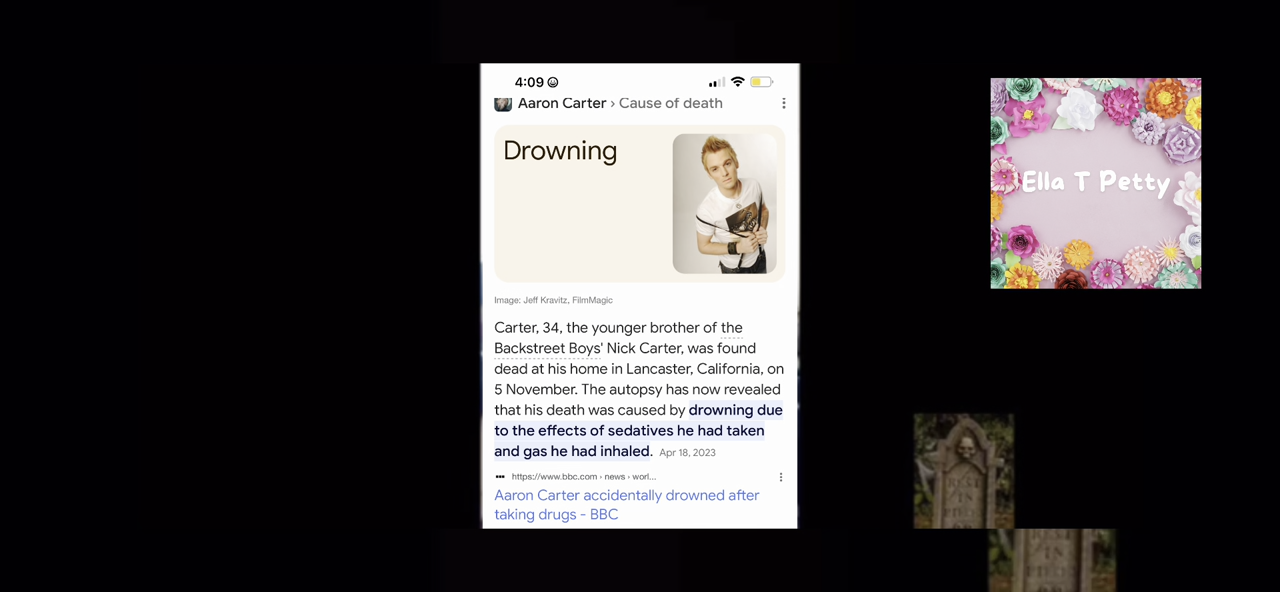 4:09
Aaron Carter › Cause of death
Drowning
Image: Jeff Kravitz, FilmMagic
Carter, 34, the younger brother of the
Backstreet Boys' Nick Carter, was found
dead at his home in Lancaster, California, on
5 November. The autopsy has now revealed
that his death was caused by drowning due
to the effects of sedatives he had taken
and gas he had inhaled. Apr 18, 2023
https://www.bbc.com › news › worl...
Aaron Carter accidentally drowned after
taking drugs - BBC
Ella T Petty
REST
IN
REST
IN